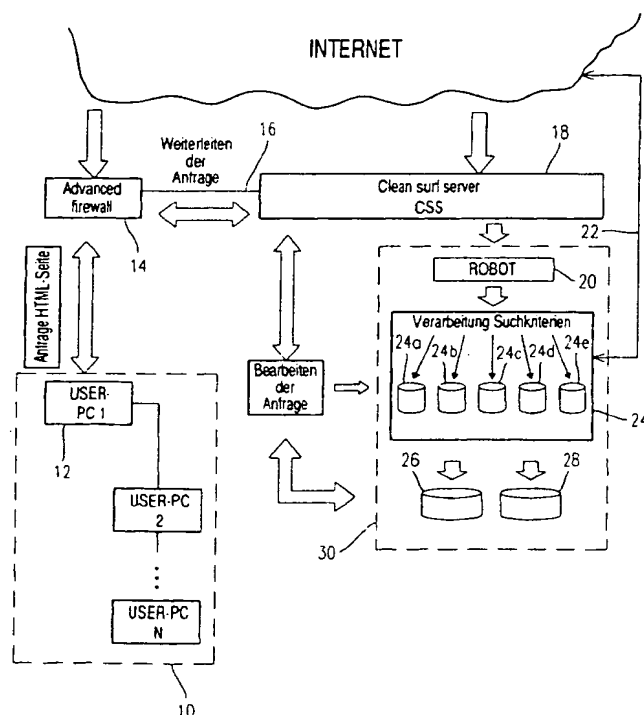 INTERNET
Weiterleiten
der
Anfrage
16
18
Advanced
firewall
Clean surf server
CSS
14
22
Anfrage HTML-Seite
ROBOT
20
Verarbeitung Suchkriterien
24a
24b
24c
24d
24e
Bearbeiten
der
Anfrage
24
USER-
PC 1
12
26
28
USER-PC
2
30
USER-PC
N
10